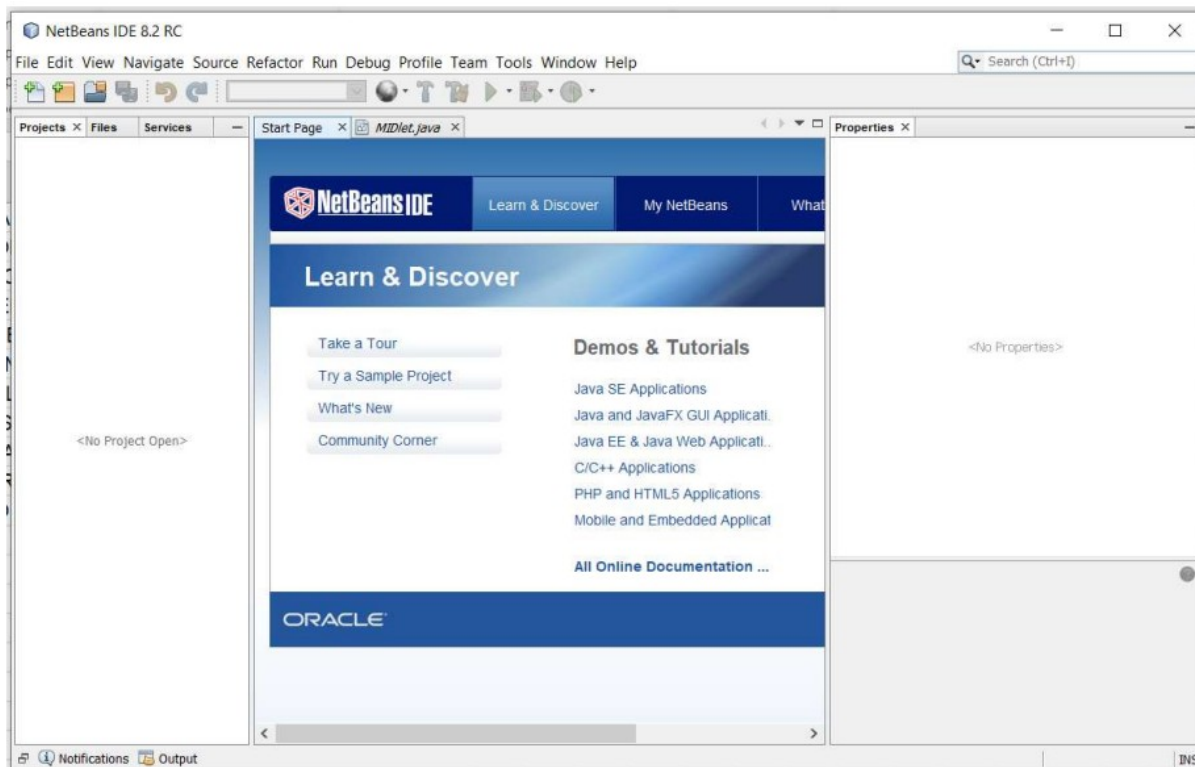 NetBeans IDE 8.2 RC
File Edit View Navigate Source Refactor Run Debug Profile Team Tools Window Help
Search (Ctrl+I)
Projects Files Services
Start Page MIDlet.java
Properties
NetBeans IDE
Learn & Discover My NetBeans What
Learn & Discover
Take a Tour
Try a Sample Project
What's New
Community Corner
Demos & Tutorials
Java SE Applications
Java and JavaFX GUI Applicati..
Java EE & Java Web Applicati..
C/C++ Applications
PHP and HTML5 Applications
Mobile and Embedded Applicat
All Online Documentation ...
<No Project Open>
<No Properties>
ORACLE
Notifications Output
INS